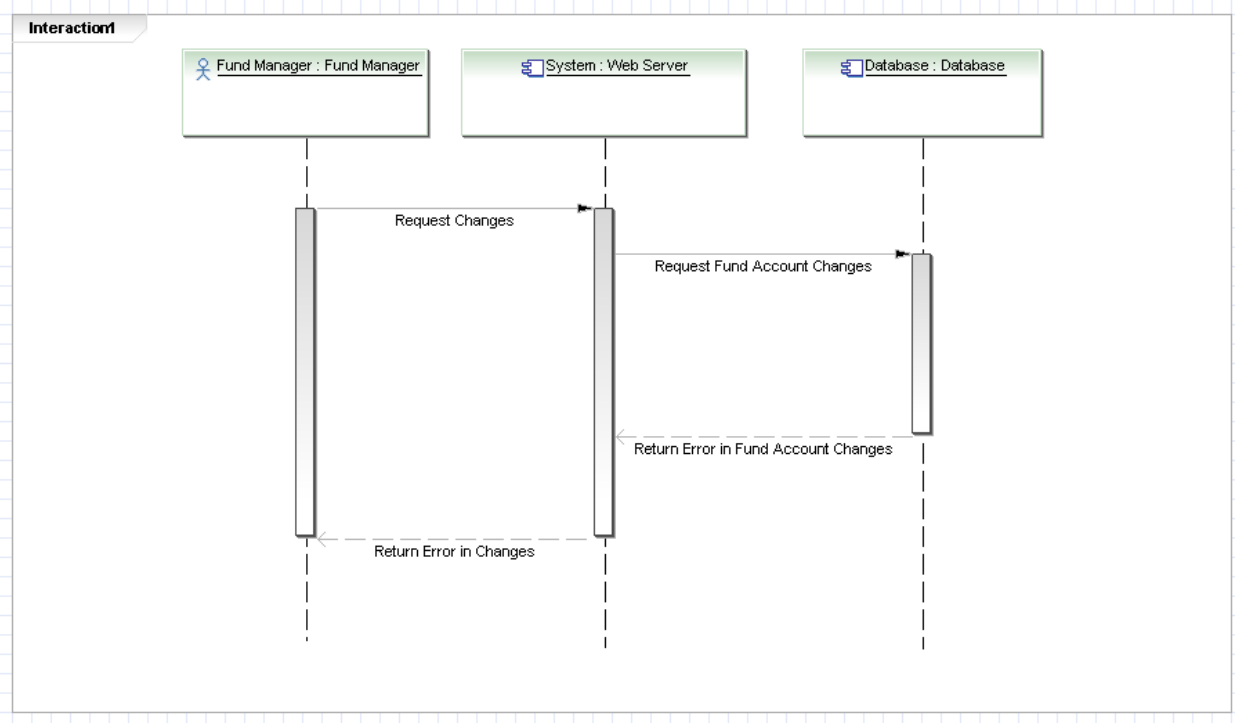 Interaction1
Fund Manager : Fund Manager
System : Web Server
Database : Database
Request Changes
Request Fund Account Changes
Return Error in Fund Account Changes
Return Error in Changes